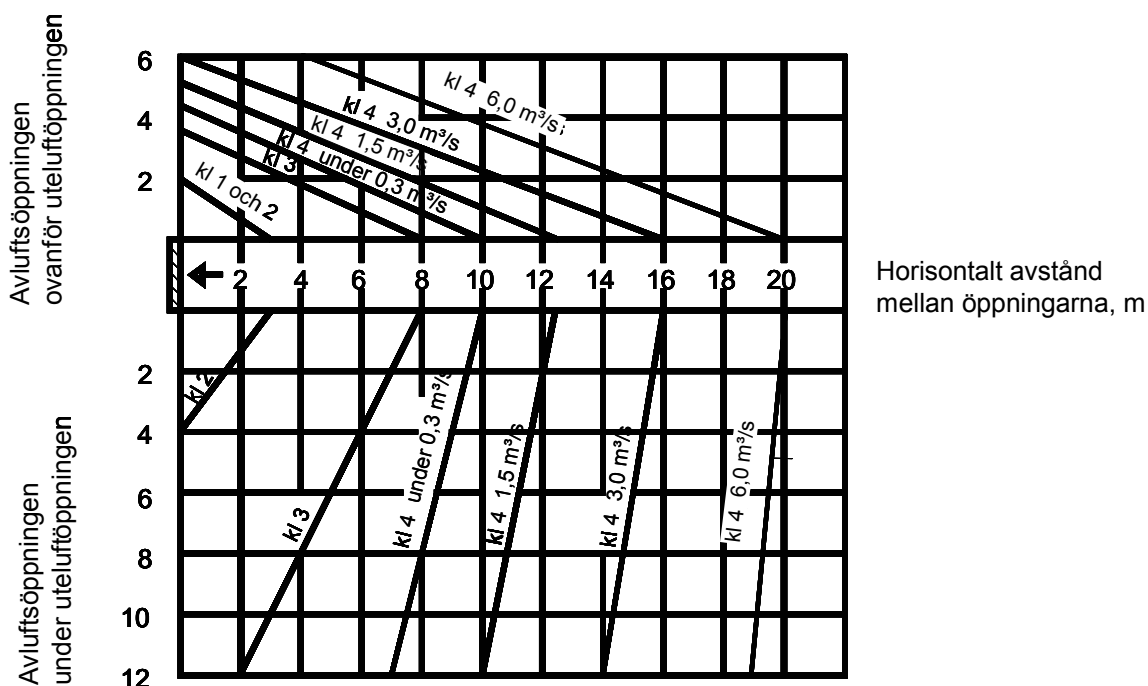 Avluftsöppningen
ovanför uteluftöppningen
6
4
2
kl 4 6,0 m³/s
kl 4 3,0 m³/s
kl 4 1,5 m³/s
kl 4 under 0,3 m³/s
kl 3
kl 1 och 2
2 4 6 8 10 12 14 16 18 20
Horisontalt avstånd
mellan öppningarna, m
Avluftsöppningen
under uteluftöppningen
2
4
6
8
10
12
kl 2
kl 3
kl 4 under 0,3 m³/s
kl 4 1,5 m³/s
kl 4 3,0 m³/s
kl 4 6,0 m³/s